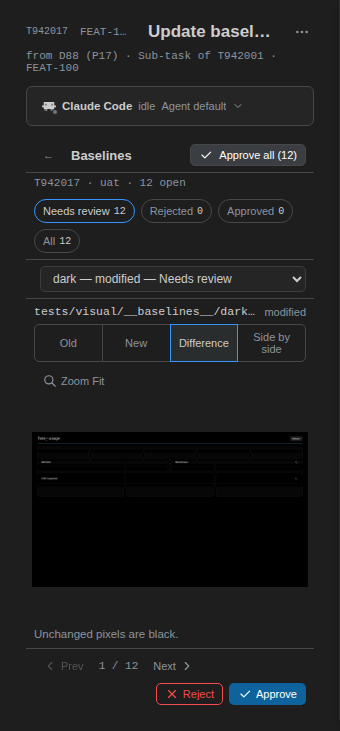 T942017 FEAT-1… Update basel… ···
from D88 (P17) · Sub-task of T942001 ·
FEAT-100
Claude Code idle Agent default
← Baselines Approve all (12)
T942017 · uat · 12 open
Needs review 12 Rejected 0 Approved 0
All 12
dark — modified — Needs review
tests/visual/__baselines__/dark… modified
Old New Difference Side by
side
Zoom Fit
Unchanged pixels are black.
Prev 1 / 12 Next
Reject Approve